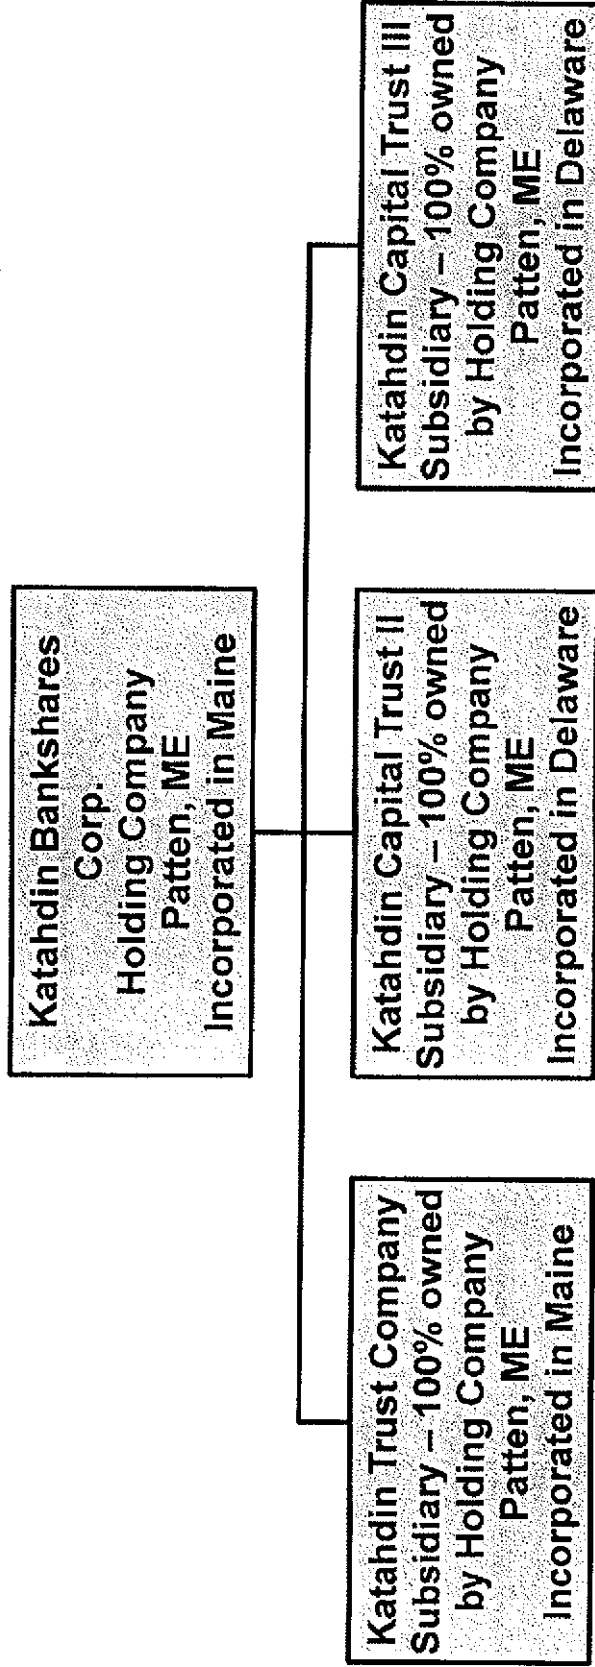 Katahdin Bankshares
Corp.
Holding Company
Patten, ME
Incorporated in Maine
Katahdin Trust Company
Subsidiary – 100% owned
by Holding Company
Patten, ME
Incorporated in Maine
Katahdin Capital Trust II
Subsidiary – 100% owned
by Holding Company
Patten, ME
Incorporated in Delaware
Katahdin Capital Trust III
Subsidiary – 100% owned
by Holding Company
Patten, ME
Incorporated in Delaware